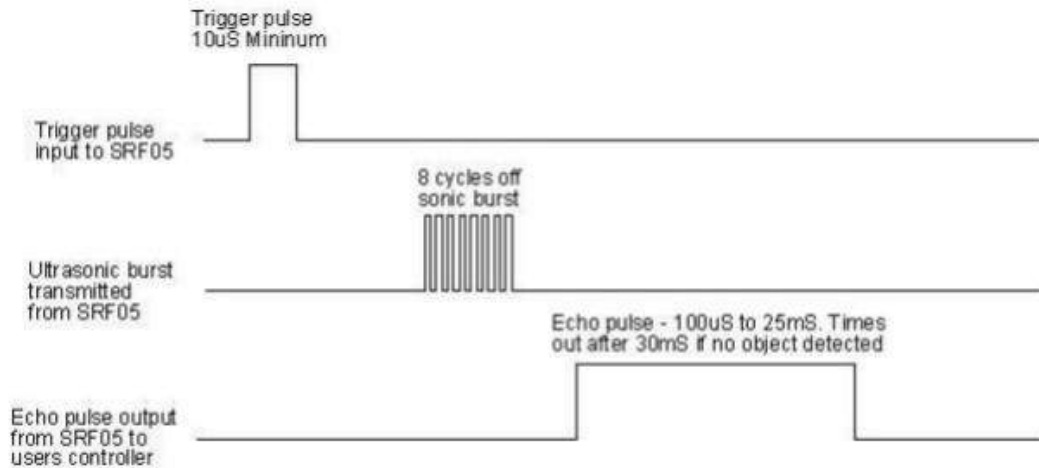 Trigger pulse
10uS Mininum
Trigger pulse
input to SRF05
8 cycles off
sonic burst
Ultrasonic burst
transmitted
from SRF05
Echo pulse - 100uS to 25mS. Times
out after 30mS if no object detected
Echo pulse output
from SRF05 to
users controller